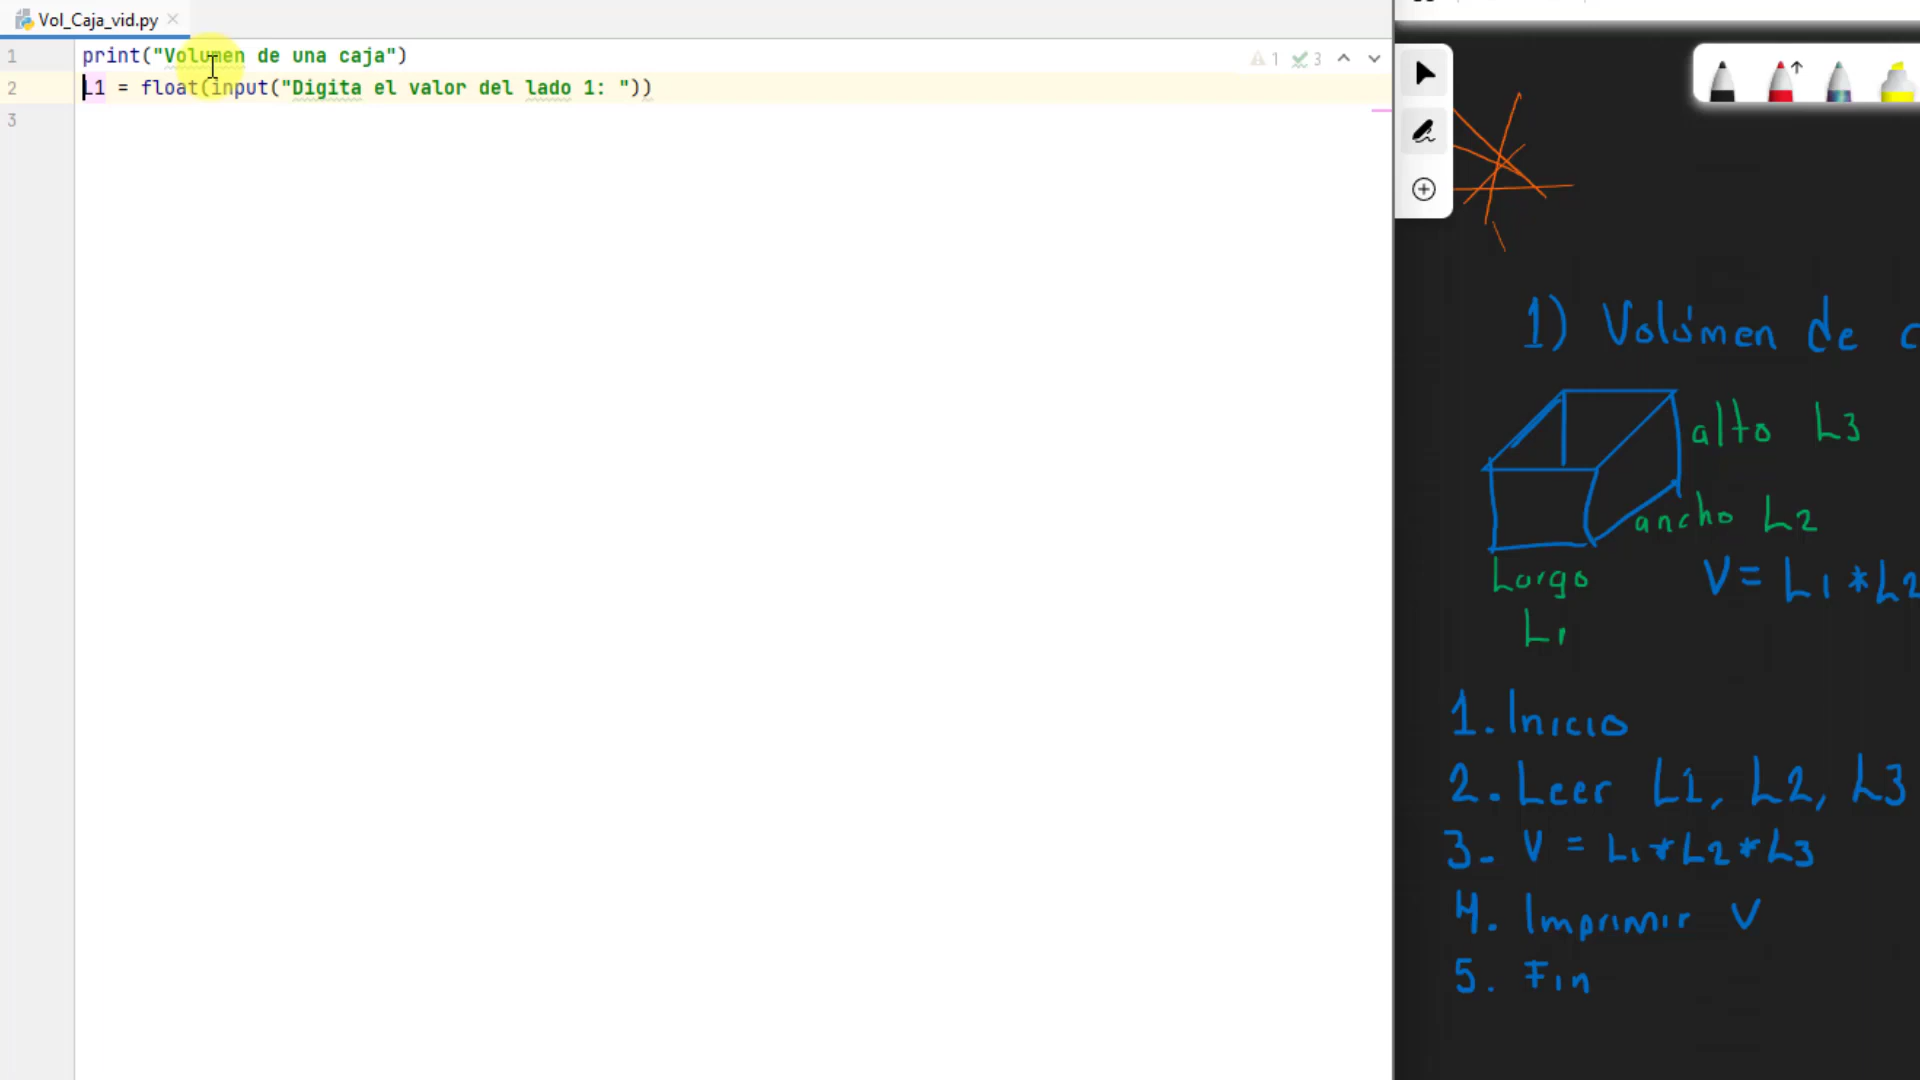 Vol_Caja_vid.py
1 print("Volumen de una caja")
2 L1 = float(input("Digita el valor del lado 1: "))
3
1 3
1) Volúmen de c
alto L3
ancho L2
Largo
L1
V= L1 *L2
1. Inicio
2. Leer L1, L2, L3
3- V = L1*L2*L3
4. Imprimir V
5. Fin